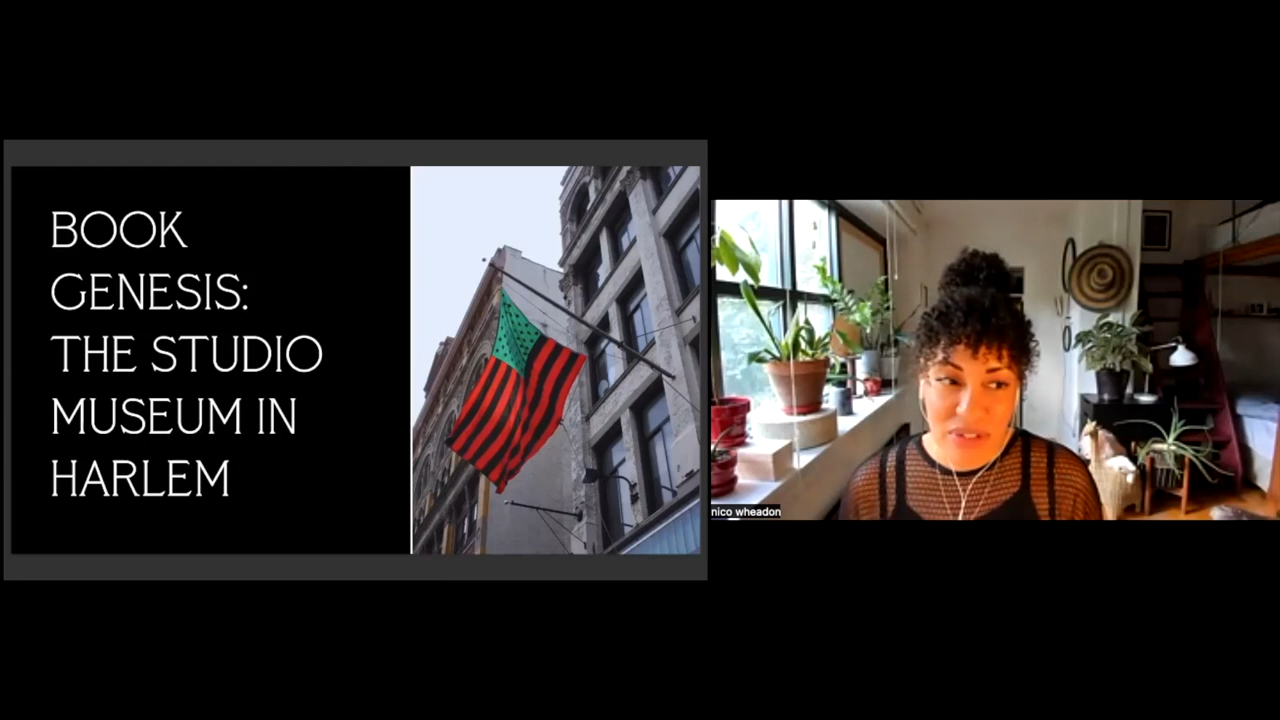 BOOK
GENESIS:
THE STUDIO
MUSEUM IN
HARLEM
nico wheadon